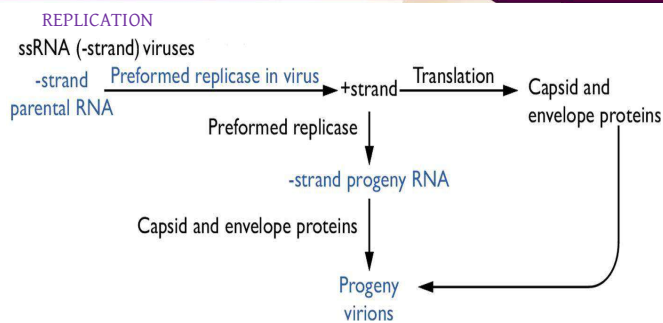 REPLICATION
ssRNA (-strand) viruses
-strand
parental RNA
Preformed replicase in virus
+strand
Translation
Capsid and
envelope proteins
Preformed replicase
-strand progeny RNA
Capsid and envelope proteins
Progeny
virions